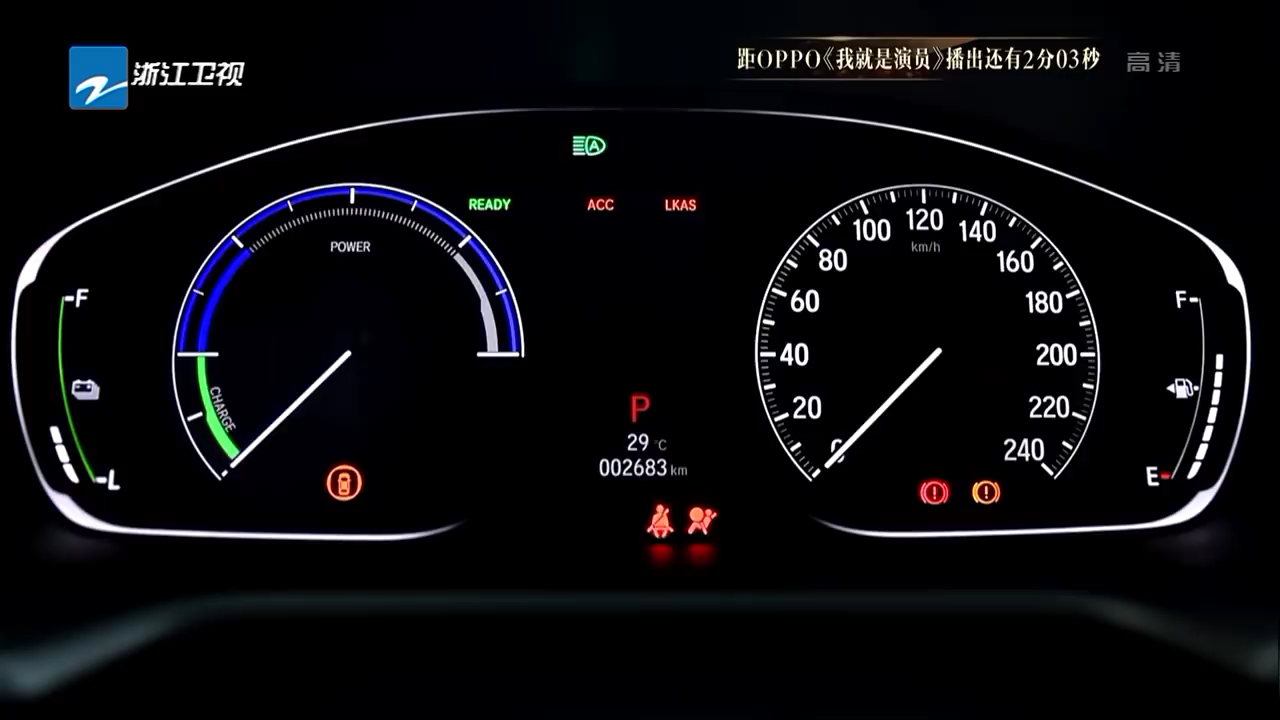 浙江卫视
距OPPO《我就是演员》播出还有2分03秒
高清
READY
ACC
LKAS
POWER
CHARGE
F
L
0
20
40
60
80
100
120
140
160
180
200
220
240
km/h
P
29 °C
002683 km
F
E